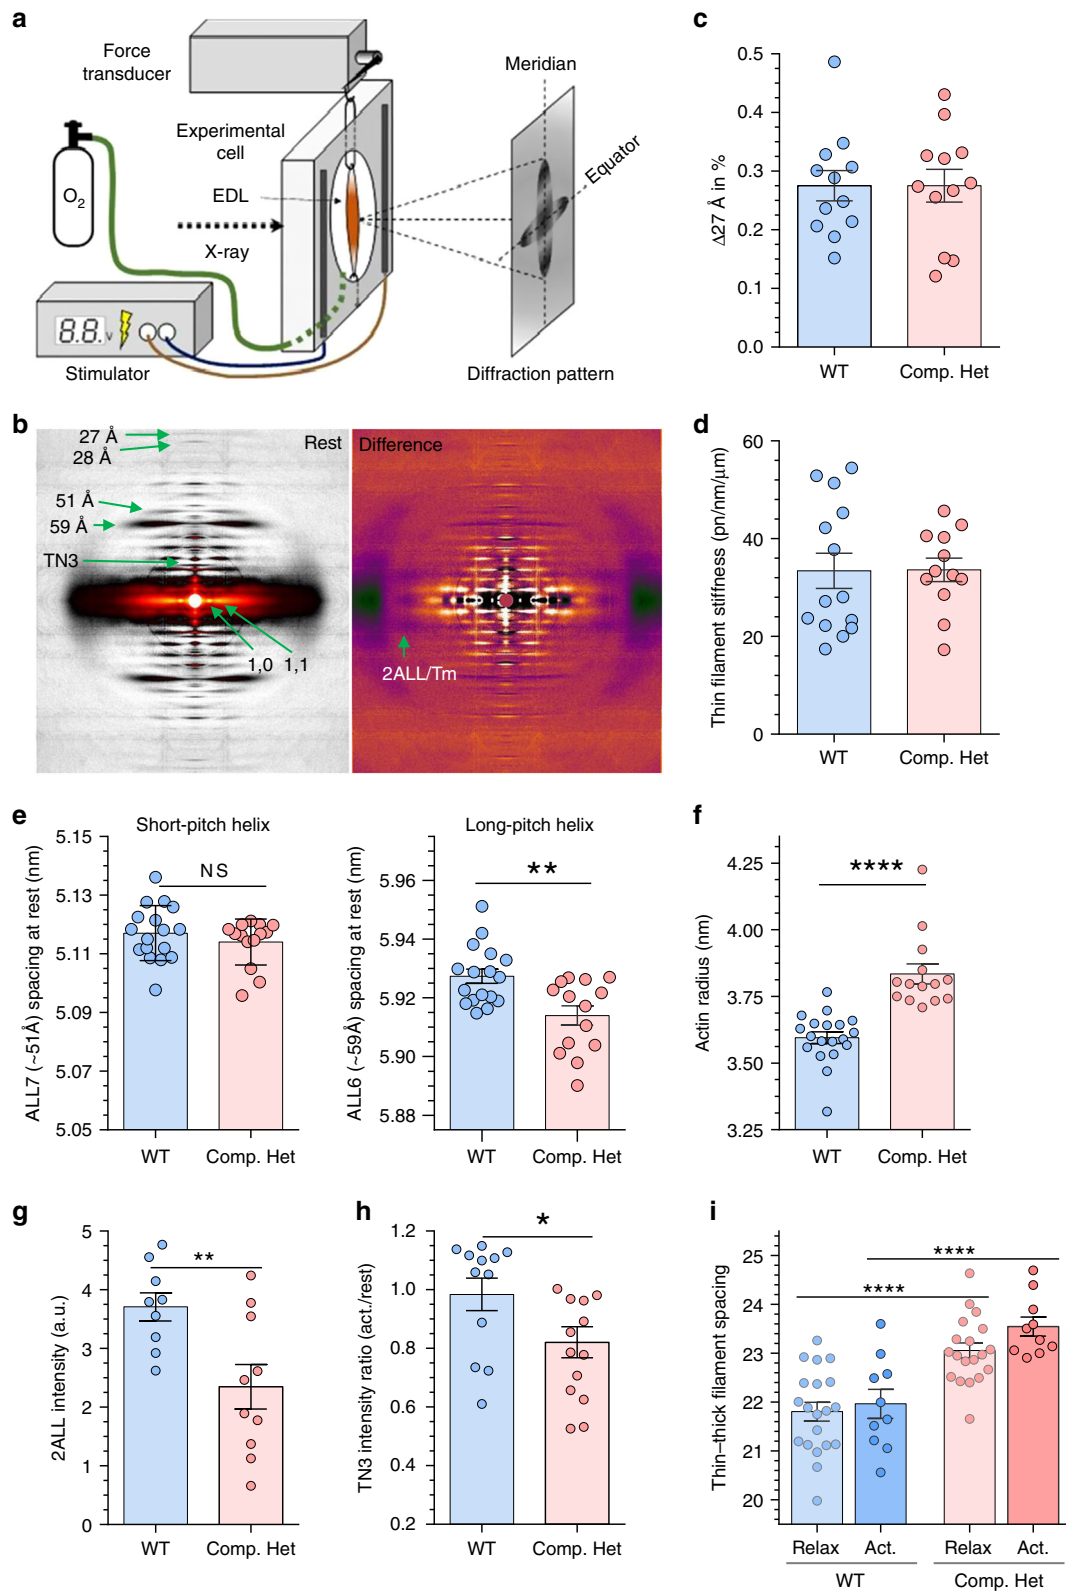 a
Force
transducer
Experimental
cell
O2
EDL
X-ray
8.8. v
Stimulator
Meridian
Equator
Diffraction pattern
b
27 Å
28 Å
51 Å
59 Å
TN3
Rest
1,0 1,1
Difference
2ALL/Tm
c
Δ27 Å in %
0.5
0.4
0.3
0.2
0.1
0.0
WT Comp. Het
d
Thin filament stiffness (pn/nm/μm)
60
40
20
0
WT Comp. Het
e
Short-pitch helix
ALL7 (~51Å) spacing at rest (nm)
5.15
5.13
5.11
5.09
5.07
5.05
NS
WT Comp. Het
Long-pitch helix
ALL6 (~59Å) spacing at rest (nm)
5.96
5.94
5.92
5.90
5.88
**
WT Comp. Het
f
Actin radius (nm)
4.25
4.00
3.75
3.50
3.25
****
WT Comp. Het
g
2ALL intensity (a.u.)
5
4
3
2
1
0
**
WT Comp. Het
h
TN3 intensity ratio (act./rest)
1.2
1.0
0.8
0.6
0.4
0.2
*
WT Comp. Het
i
Thin–thick filament spacing
25
24
23
22
21
20
****
****
Relax Act. Relax Act.
WT Comp. Het